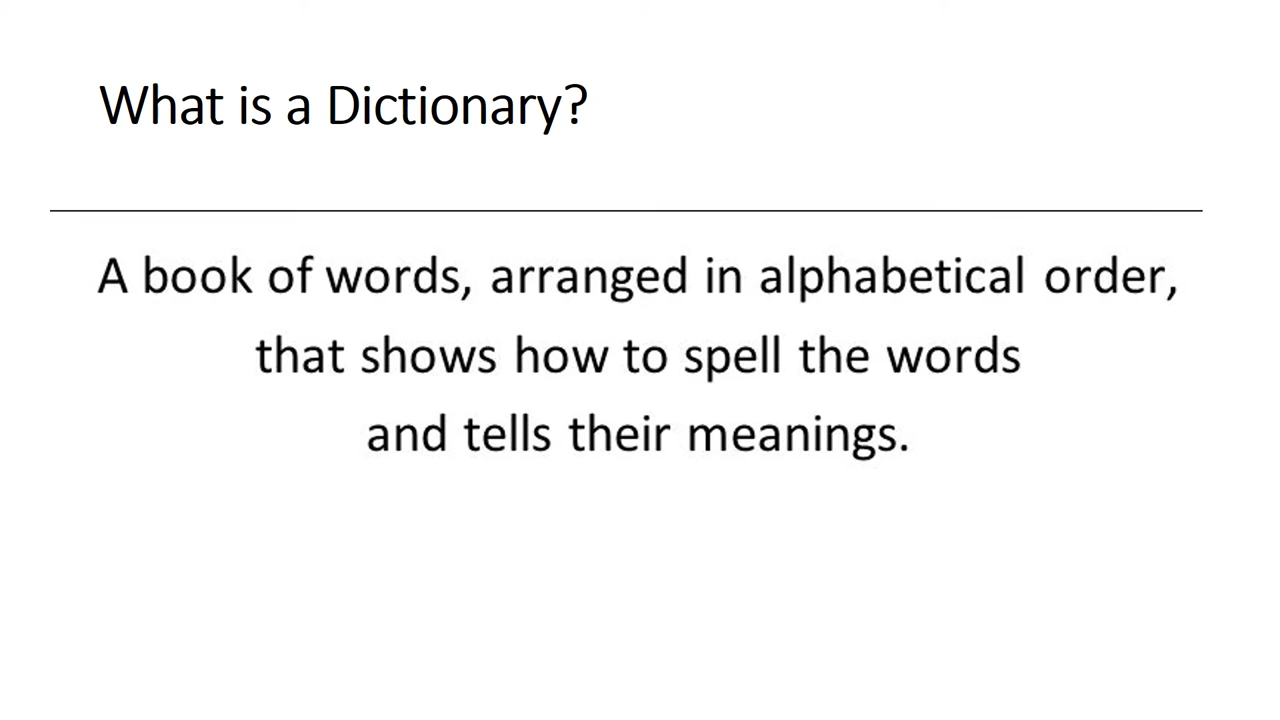 What is a Dictionary?
A book of words, arranged in alphabetical order,
that shows how to spell the words
and tells their meanings.